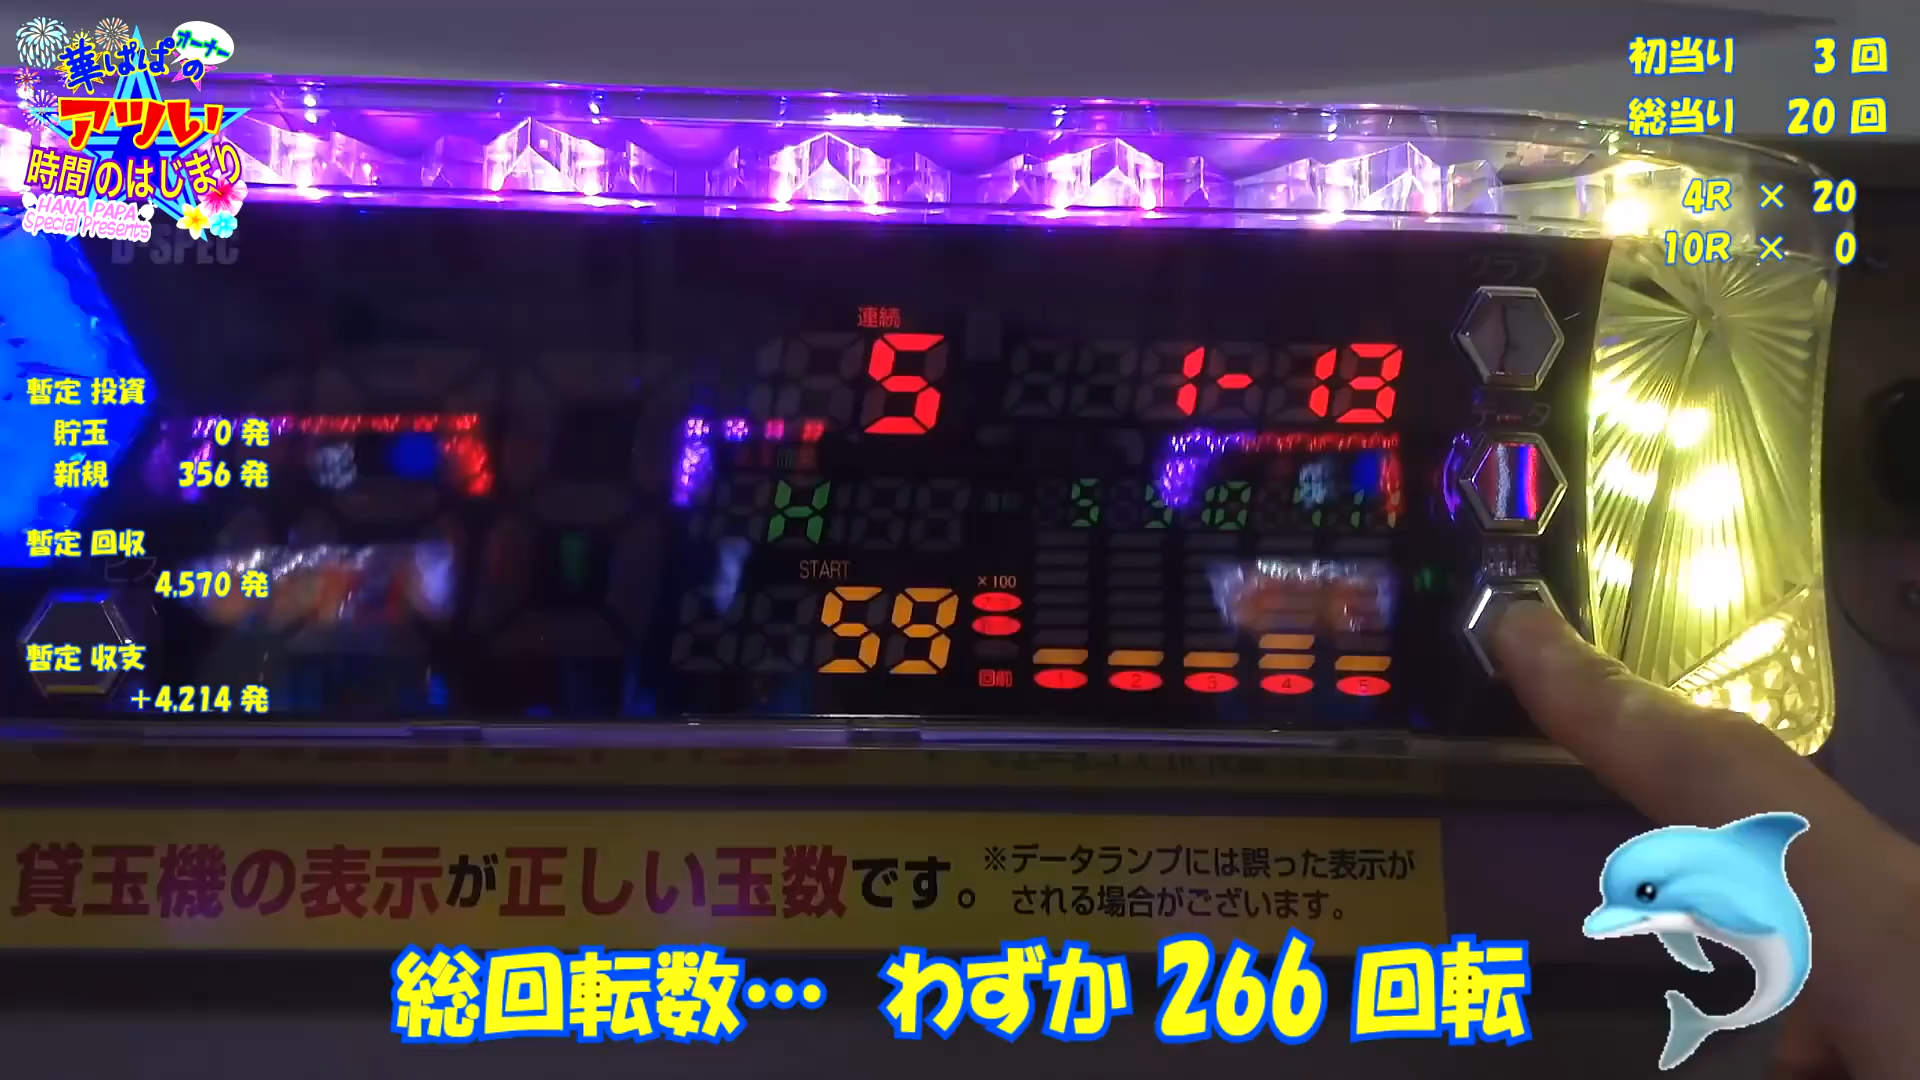 華ぱぱオーナーの
アツい
時間のはじまり
HANA PAPA
Special Presents
初当り 3 回
総当り 20 回
4R × 20
10R × 0
D-SPEC
グラフ
連続
5
1-13
データ
暫定 投資
貯玉 0 発
新規 356 発
暫定 回収
4,570 発
暫定 収支
+4,214 発
START
59
×100
回前
1 2 3 4 5
貸玉機の表示が正しい玉数です。
※データランプには誤った表示が
される場合がございます。
総回転数… わずか 266 回転